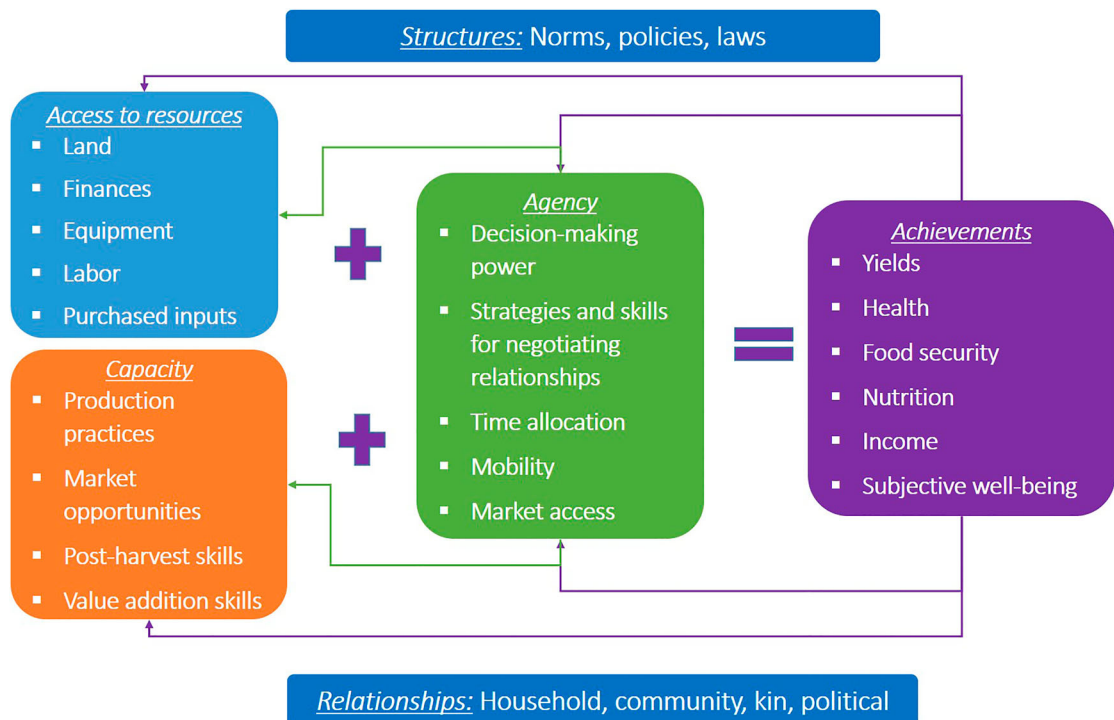 Structures: Norms, policies, laws
Access to resources
▪ Land
▪ Finances
▪ Equipment
▪ Labor
▪ Purchased inputs
Capacity
▪ Production
practices
▪ Market
opportunities
▪ Post-harvest skills
▪ Value addition skills
Agency
▪ Decision-making
power
▪ Strategies and skills
for negotiating
relationships
▪ Time allocation
▪ Mobility
▪ Market access
Achievements
▪ Yields
▪ Health
▪ Food security
▪ Nutrition
▪ Income
▪ Subjective well-being
Relationships: Household, community, kin, political